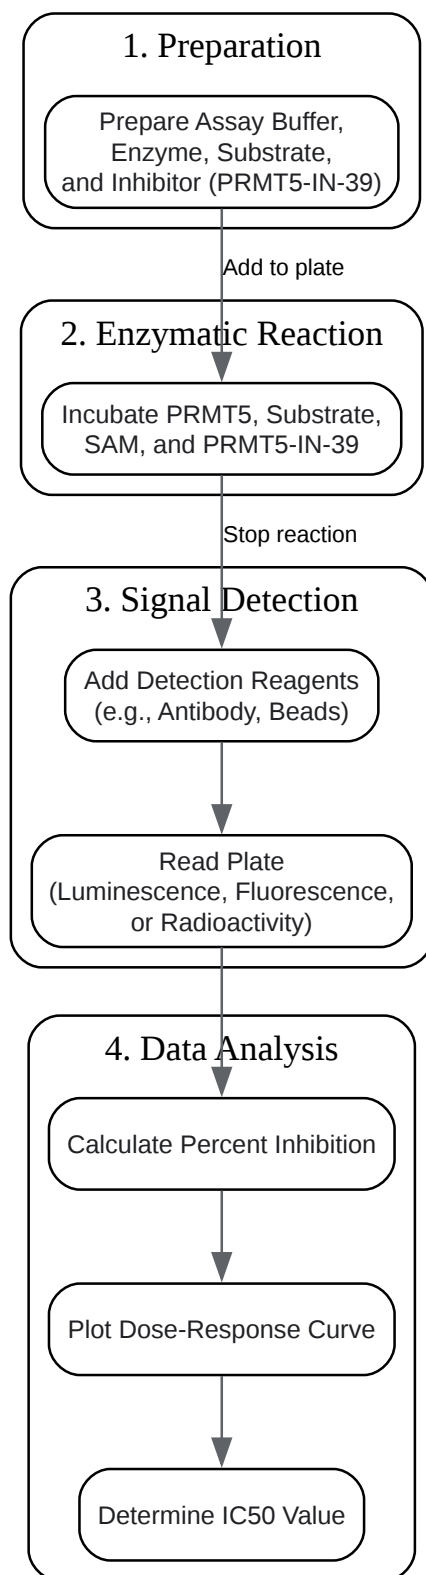 1. Preparation
Prepare Assay Buffer,
Enzyme, Substrate,
and Inhibitor (PRMT5-IN-39)
Add to plate
2. Enzymatic Reaction
Incubate PRMT5, Substrate,
SAM, and PRMT5-IN-39
Stop reaction
3. Signal Detection
Add Detection Reagents
(e.g., Antibody, Beads)
Read Plate
(Luminescence, Fluorescence,
or Radioactivity)
4. Data Analysis
Calculate Percent Inhibition
Plot Dose-Response Curve
Determine IC50 Value